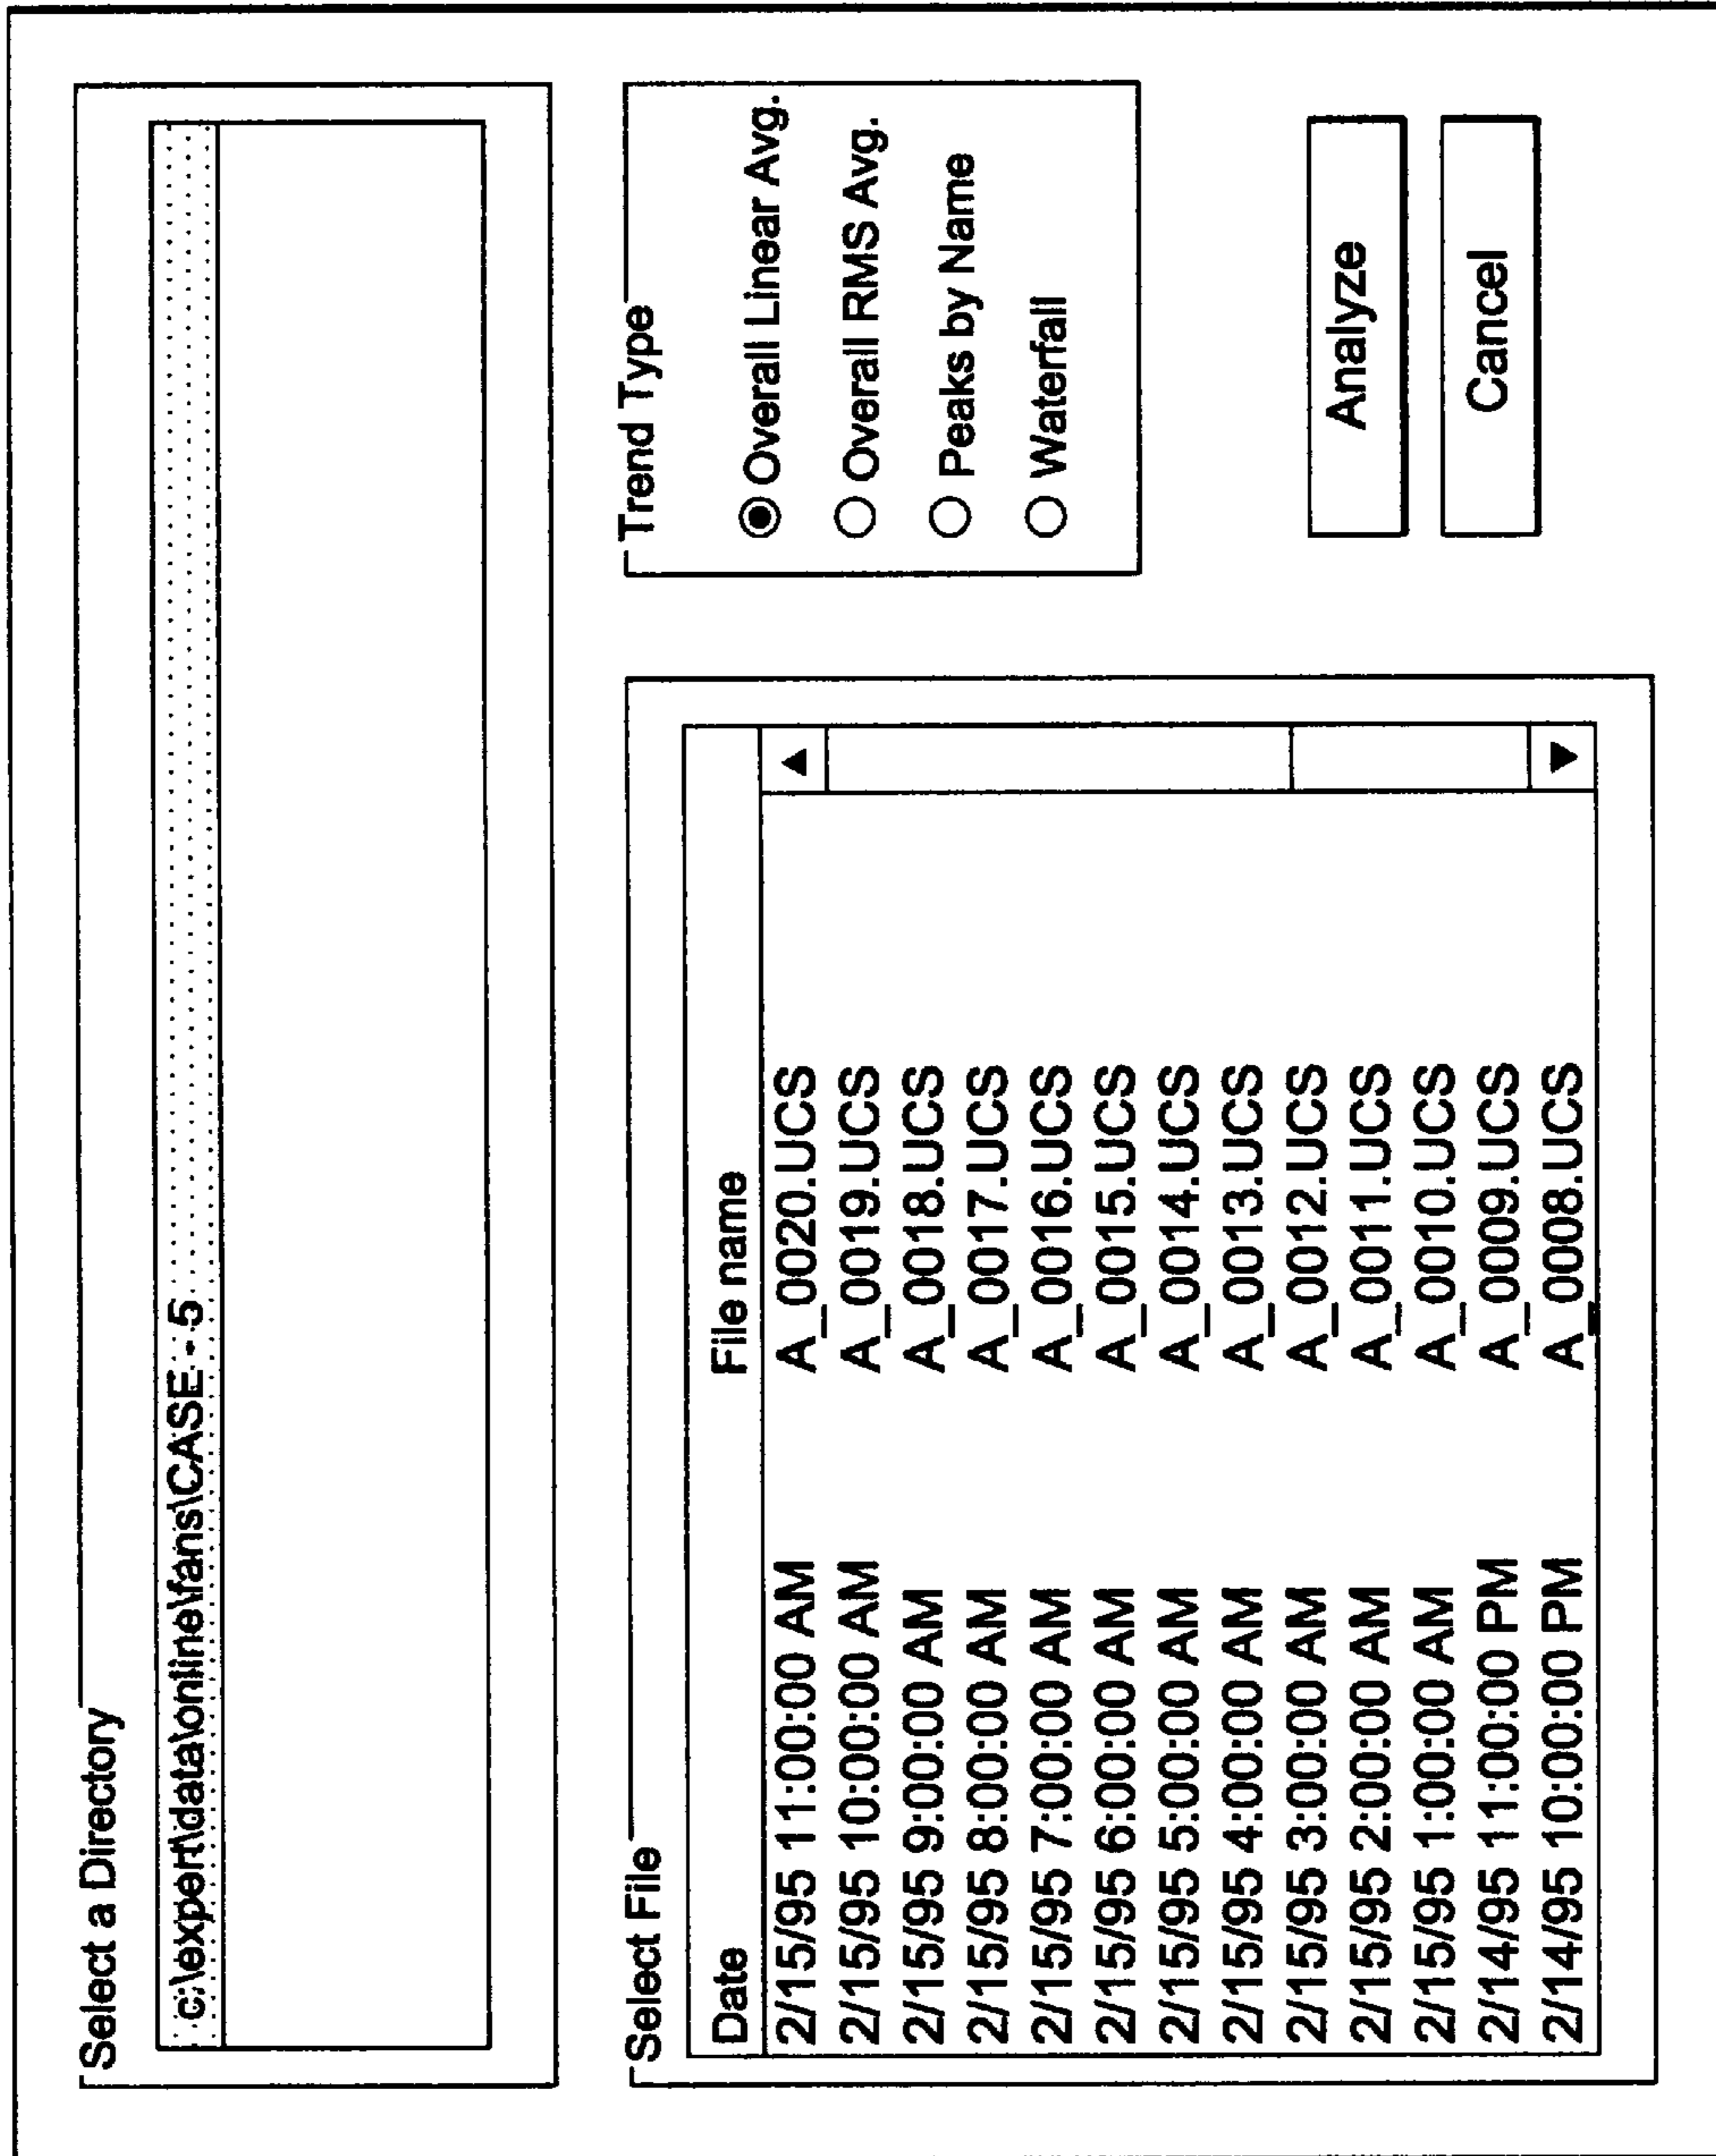 Select a Directory
c:\expert\data\online\fans\CASE - 5
Select File
Date File name
2/15/95 11:00:00 AM A_0020.UCS
2/15/95 10:00:00 AM A_0019.UCS
2/15/95 9:00:00 AM A_0018.UCS
2/15/95 8:00:00 AM A_0017.UCS
2/15/95 7:00:00 AM A_0016.UCS
2/15/95 6:00:00 AM A_0015.UCS
2/15/95 5:00:00 AM A_0014.UCS
2/15/95 4:00:00 AM A_0013.UCS
2/15/95 3:00:00 AM A_0012.UCS
2/15/95 2:00:00 AM A_0011.UCS
2/15/95 1:00:00 AM A_0010.UCS
2/14/95 11:00:00 PM A_0009.UCS
2/14/95 10:00:00 PM A_0008.UCS
Trend Type
Overall Linear Avg.
Overall RMS Avg.
Peaks by Name
Waterfall
Analyze
Cancel